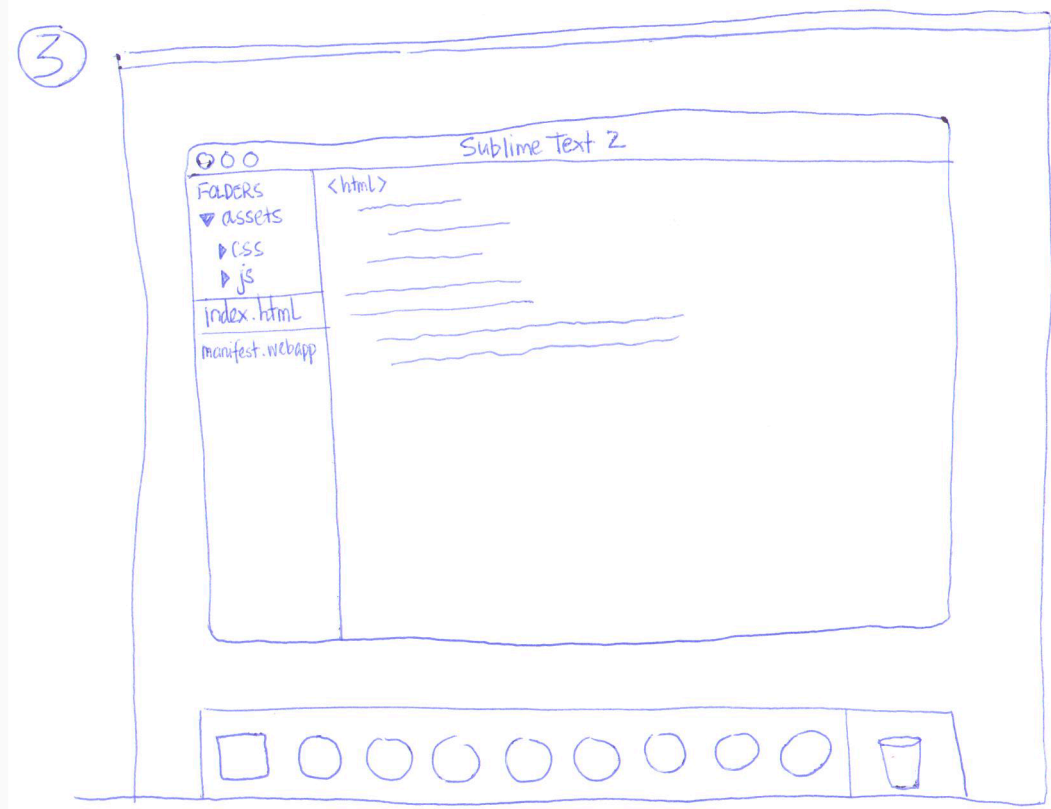 3
Sublime Text 2
FOLDERS
assets
css
js
index.html
manifest.webapp
<html>